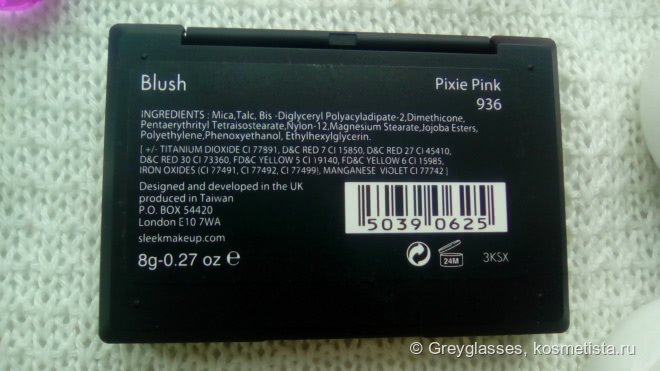 Blush
Pixie Pink
936
INGREDIENTS : Mica,Talc, Bis -Diglyceryl Polyacyladipate-2,Dimethicone,
Pentaerythrityl Tetraisostearate,Nylon-12,Magnesium Stearate,Jojoba Esters,
Polyethylene,Phenoxyethanol, Ethylhexylglycerin.
[ +/- TITANIUM DIOXIDE CI 77891, D&C RED 7 CI 15850, D&C RED 27 CI 45410,
D&C RED 30 CI 73360, FD&C YELLOW 5 CI 19140, FD&C YELLOW 6 CI 15985,
IRON OXIDES (CI 77491, CI 77492, CI 77499), MANGANESE VIOLET CI 77742 ]
Designed and developed in the UK
produced in Taiwan
P.O. BOX 54420
London E10 7WA
sleekmakeup.com
8g-0.27 oz ℮
5039 0625
24M
3KSX
© Greyglasses, kosmetista.ru